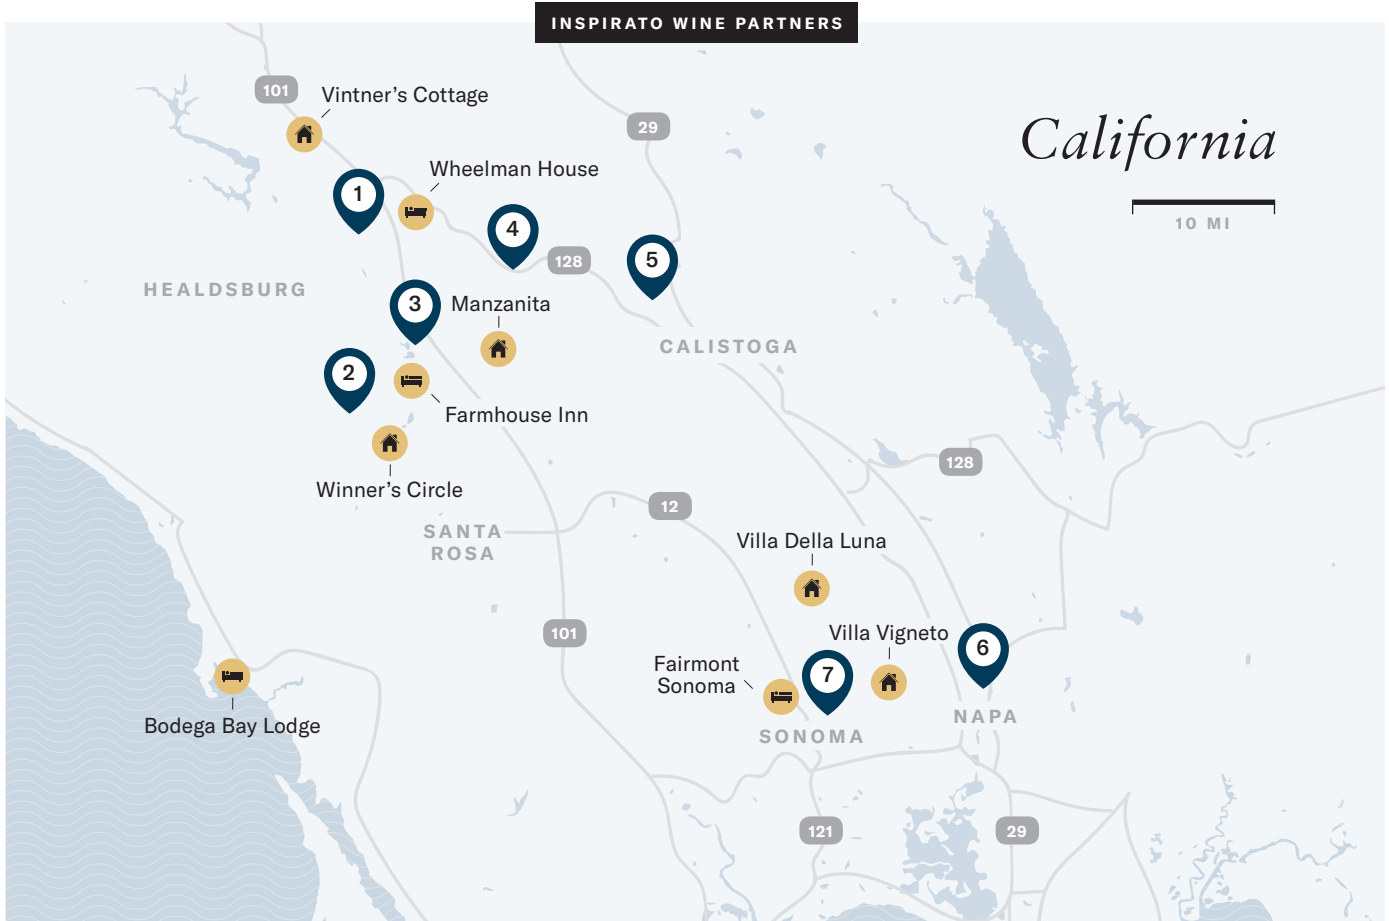 INSPIRATO WINE PARTNERS
101
Vintner’s Cottage
29
California
Wheelman House
1
10 MI
4
128
5
HEALDSBURG
3
Manzanita
CALISTOGA
2
Farmhouse Inn
128
Winner’s Circle
12
SANTA
ROSA
Villa Della Luna
101
Villa Vigneto
6
Fairmont
Sonoma
7
Bodega Bay Lodge
NAPA
SONOMA
121
29